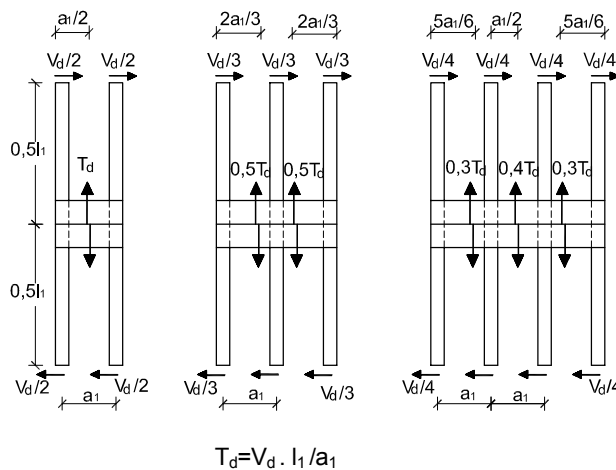 a₁/2 2a₁/3 2a₁/3 5a₁/6 a₁/2 5a₁/6
V_d/2 V_d/2 V_d/3 V_d/3 V_d/3 V_d/4 V_d/4 V_d/4 V_d/4
0,5l₁ T_d 0,5T_d 0,5T_d 0,3T_d 0,4T_d 0,3T_d
0,5l₁
V_d/2 V_d/2 V_d/3 V_d/3 V_d/4 V_d/4
a₁ a₁ a₁ a₁
T_d=V_d . l₁/a₁